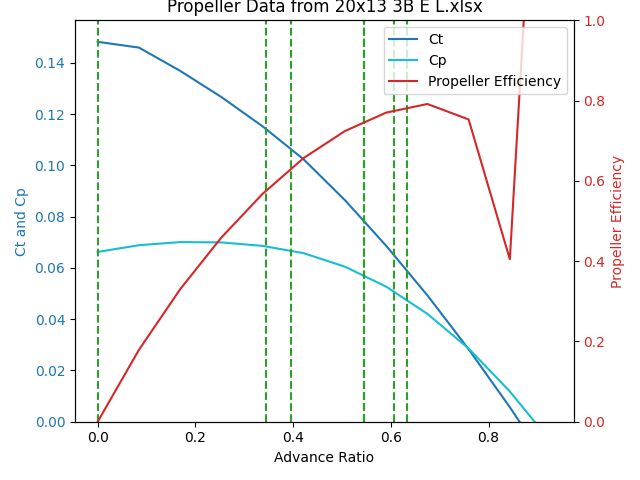 Propeller Data from 20x13 3B E L.xlsx
Ct
Cp
Propeller Efficiency
Ct and Cp
0.14
0.12
0.10
0.08
0.06
0.04
0.02
0.00
1.0
0.8
0.6
0.4
0.2
0.0
Propeller Efficiency
0.0 0.2 0.4 0.6 0.8
Advance Ratio